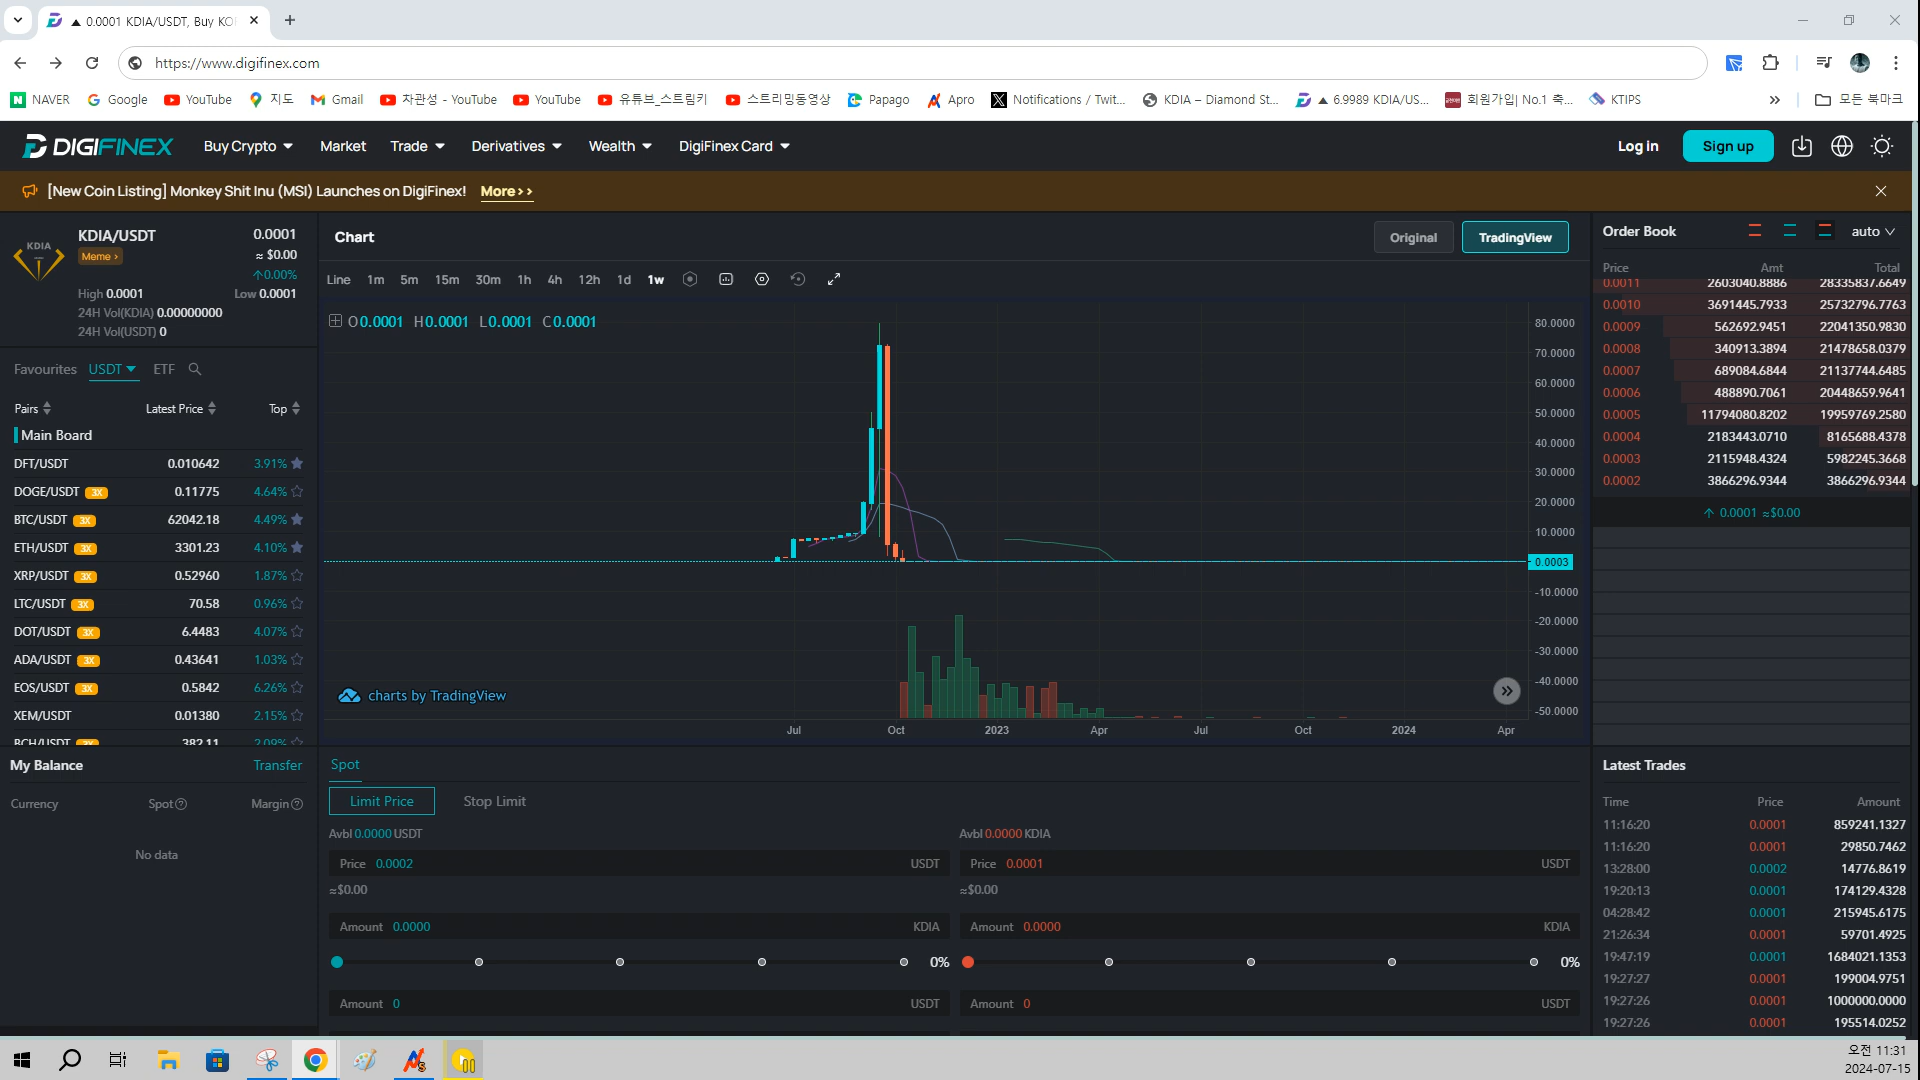 0.0001 KDIA/USDT, Buy KD
https://www.digifinex.com
NAVER Google YouTube 지도 Gmail 차관성 - YouTube YouTube 유튜브_스트림키 스트리밍동영상 Papago Apro Notifications / Twit... KDIA – Diamond St... ▲ 6.9989 KDIA/US... 회원가입| No.1 축... KTIPS » 모든 북마크
DIGIFINEX Buy Crypto Market Trade Derivatives Wealth DigiFinex Card Log in Sign up
[New Coin Listing] Monkey Shit Inu (MSI) Launches on DigiFinex! More>>
KDIA
KDIA/USDT 0.0001
Meme > ≈ $0.00
↑0.00%
High 0.0001 Low 0.0001
24H Vol(KDIA) 0.00000000
24H Vol(USDT) 0
Favourites USDT ETF
Pairs Latest Price Top
Main Board
DFT/USDT 0.010642 3.91%
DOGE/USDT 3X 0.11775 4.64%
BTC/USDT 3X 62042.18 4.49%
ETH/USDT 3X 3301.23 4.10%
XRP/USDT 3X 0.52960 1.87%
LTC/USDT 3X 70.58 0.96%
DOT/USDT 3X 6.4483 4.07%
ADA/USDT 3X 0.43641 1.03%
EOS/USDT 3X 0.5842 6.26%
XEM/USDT 0.01380 2.15%
BCH/USDT 3X 382.11 2.09%
My Balance Transfer
Currency Spot Margin
No data
Chart Original TradingView
Line 1m 5m 15m 30m 1h 4h 12h 1d 1w
O0.0001 H0.0001 L0.0001 C0.0001
80.0000
70.0000
60.0000
50.0000
40.0000
30.0000
20.0000
10.0000
0.0003
-10.0000
-20.0000
-30.0000
-40.0000
-50.0000
charts by TradingView
Jul Oct 2023 Apr Jul Oct 2024 Apr
Spot
Limit Price Stop Limit
Avbl 0.0000 USDT
Price 0.0002 USDT
≈$0.00
Amount 0.0000 KDIA
0%
Amount 0 USDT
Avbl 0.0000 KDIA
Price 0.0001 USDT
≈$0.00
Amount 0.0000 KDIA
0%
Amount 0 USDT
Order Book auto
Price Amt Total
0.0011 2603040.8886 28335837.6649
0.0010 3691445.7933 25732796.7763
0.0009 562692.9451 22041350.9830
0.0008 340913.3894 21478658.0379
0.0007 689084.6844 21137744.6485
0.0006 488890.7061 20448659.9641
0.0005 11794080.8202 19959769.2580
0.0004 2183443.0710 8165688.4378
0.0003 2115948.4324 5982245.3668
0.0002 3866296.9344 3866296.9344
↑ 0.0001 ≈$0.00
Latest Trades
Time Price Amount
11:16:20 0.0001 859241.1327
11:16:20 0.0001 29850.7462
13:28:00 0.0002 14776.8619
19:20:13 0.0001 174129.4328
04:28:42 0.0001 215945.6175
21:26:34 0.0001 59701.4925
19:47:19 0.0001 1684021.1353
19:27:27 0.0001 199004.9751
19:27:26 0.0001 1000000.0000
19:27:26 0.0001 195514.0252
오전 11:31
2024-07-15